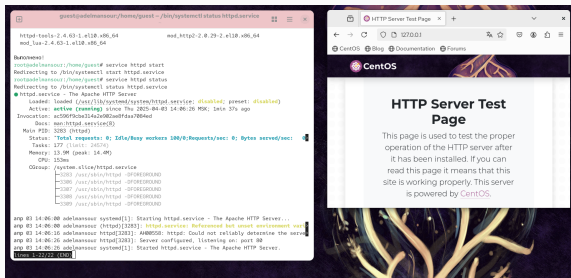 guest@adelmansour:/home/guest — /bin/systemctl status httpd.service
httpd-tools-2.4.63-1.el10.x86_64 mod_http2-2.0.29-2.el10.x86_64
mod_lua-2.4.63-1.el10.x86_64
Выполнено!
root@adelmansour:/home/guest# service httpd start
Redirecting to /bin/systemctl start httpd.service
root@adelmansour:/home/guest# service httpd status
Redirecting to /bin/systemctl status httpd.service
● httpd.service - The Apache HTTP Server
Loaded: loaded (/usr/lib/systemd/system/httpd.service; disabled; preset: disabled)
Active: active (running) since Thu 2025-04-03 14:06:26 MSK; 1min 37s ago
Invocation:
Docs: man:httpd.service(8)
Main PID: 3283 (httpd)
Status: "Total requests: 0; Idle/Busy workers 100/0;Requests/sec: 0; Bytes served/sec: 0
Tasks: 177 (limit: 24574)
Memory: 13.9M (peak: 14.4M)
CPU: 153ms
CGroup: /system.slice/httpd.service
├─3283 /usr/sbin/httpd -DFOREGROUND
/usr/sbin/httpd -DFOREGROUND
/usr/sbin/httpd -DFOREGROUND
/usr/sbin/httpd -DFOREGROUND
/usr/sbin/httpd -DFOREGROUND
апр 03 14:06:00 adelmansour systemd[1]: Starting httpd.service - The Apache HTTP Server...
апр 03 14:06:00 adelmansour (httpd)[3283]: httpd.service: Referenced but unset environment
апр 03 14:06:16 adelmansour httpd[3283]: AH00558: httpd: Could not reliably determine the serve
апр 03 14:06:26 adelmansour httpd[3283]: Server configured, listening on: port 80
апр 03 14:06:26 adelmansour systemd[1]: Started httpd.service - The Apache HTTP Server.
lines 1-22/22 (END)
HTTP Server Test Page × +
127.0.0.1
CentOS Blog Documentation Forums
CentOS
HTTP Server Test
Page
This page is used to test the proper
operation of the HTTP server after
it has been installed. If you can
read this page it means that this
site is working properly. This server
is powered by CentOS.